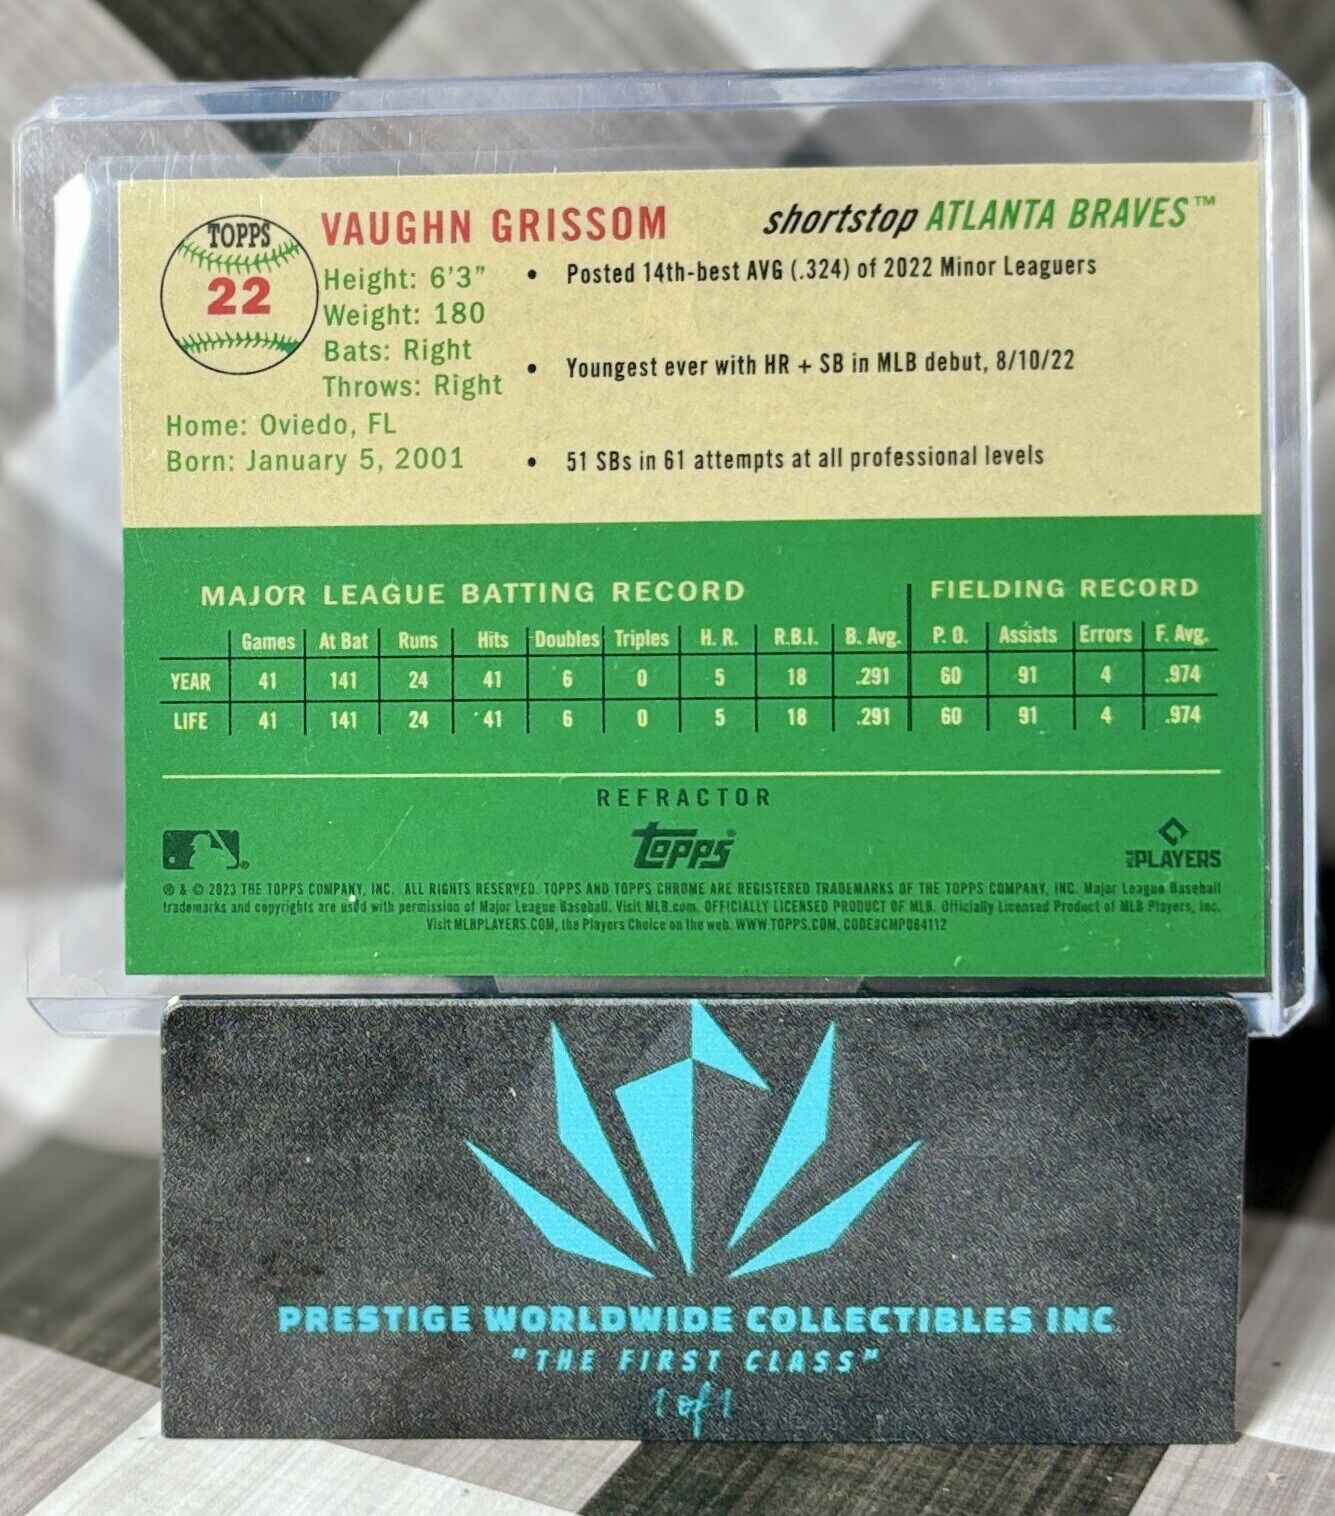 TOPPS
22
VAUGHN GRISSOM
shortstop ATLANTA BRAVES™
Height: 6'3"
Weight: 180
Bats: Right
Throws: Right
Home: Oviedo, FL
Born: January 5, 2001
• Posted 14th-best AVG (.324) of 2022 Minor Leaguers
• Youngest ever with HR + SB in MLB debut, 8/10/22
• 51 SBs in 61 attempts at all professional levels
MAJOR LEAGUE BATTING RECORD FIELDING RECORD
Games At Bat Runs Hits Doubles Triples H. R. R.B.I. B. Avg. P. O. Assists Errors F. Avg.
YEAR 41 141 24 41 6 0 5 18 .291 60 91 4 .974
LIFE 41 141 24 41 6 0 5 18 .291 60 91 4 .974
REFRACTOR
Topps®
PLAYERS
® & © 2023 THE TOPPS COMPANY, INC. ALL RIGHTS RESERVED. TOPPS AND TOPPS CHROME ARE REGISTERED TRADEMARKS OF THE TOPPS COMPANY, INC. Major League Baseball
trademarks and copyrights are used with permission of Major League Baseball. Visit MLB.com. OFFICIALLY LICENSED PRODUCT OF MLB. Officially Licensed Product of MLB Players, Inc.
Visit MLBPLAYERS.COM, the Players Choice on the web. WWW.TOPPS.COM. CODE#CMP084112
PRESTIGE WORLDWIDE COLLECTIBLES INC
"THE FIRST CLASS"
1 of 1